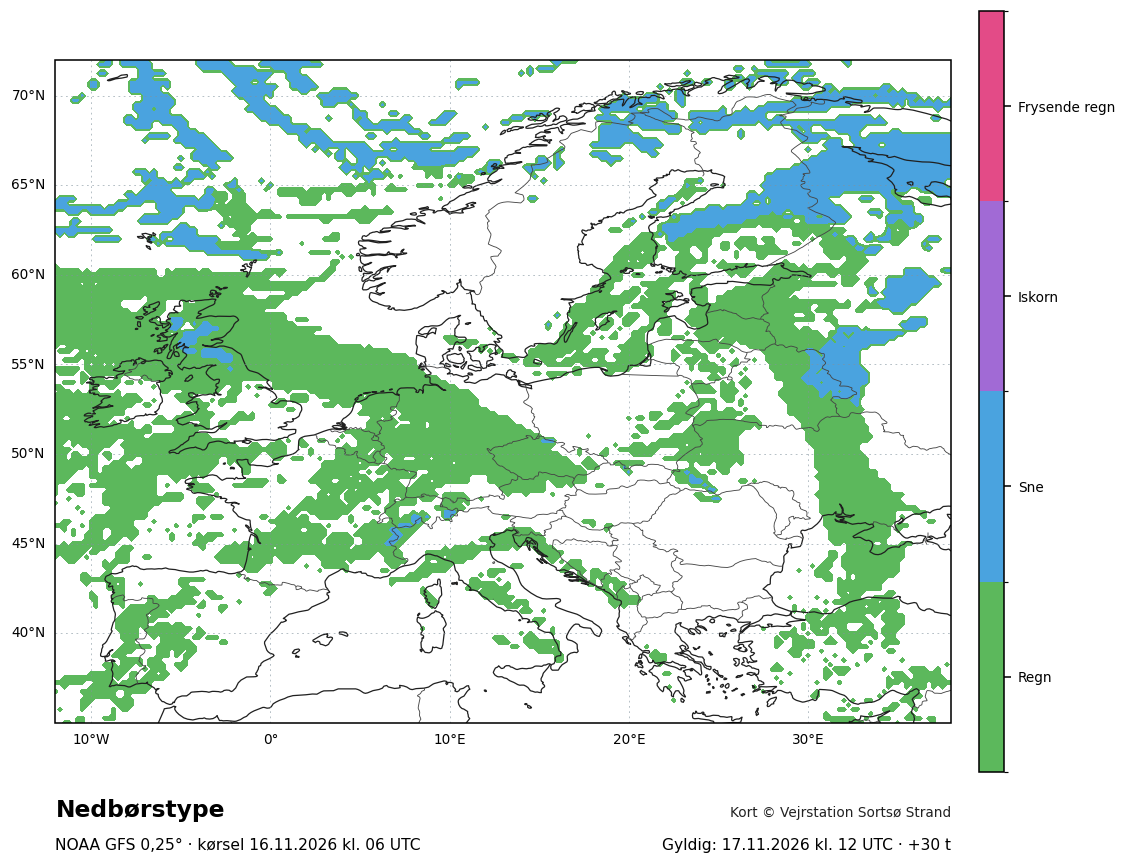 70°N
65°N
60°N
55°N
50°N
45°N
40°N
10°W
0°
10°E
20°E
30°E
Frysende regn
Iskorn
Sne
Regn
Nedbørstype
Kort © Vejrstation Sortsø Strand
NOAA GFS 0,25° · kørsel 16.11.2026 kl. 06 UTC
Gyldig: 17.11.2026 kl. 12 UTC · +30 t